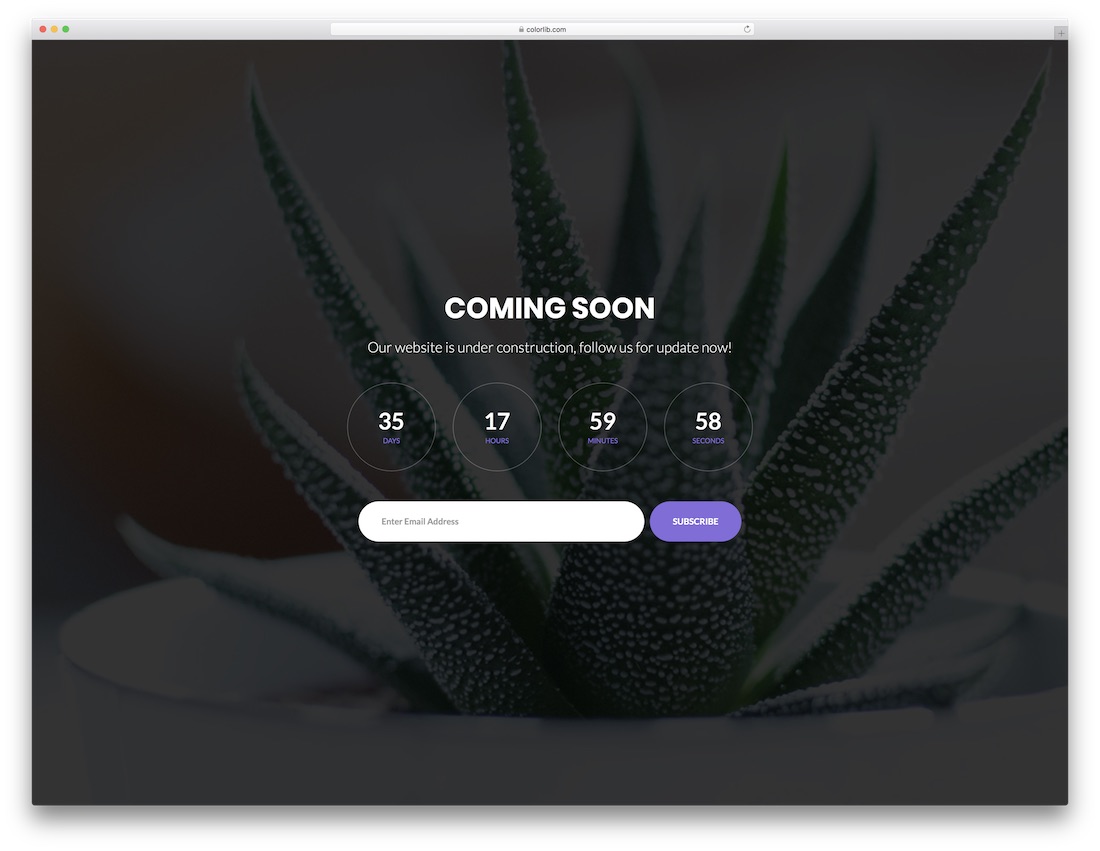 colorlib.com
COMING SOON
Our website is under construction, follow us for update now!
35 17 59 58
DAYS HOURS MINUTES SECONDS
Enter Email Address SUBSCRIBE